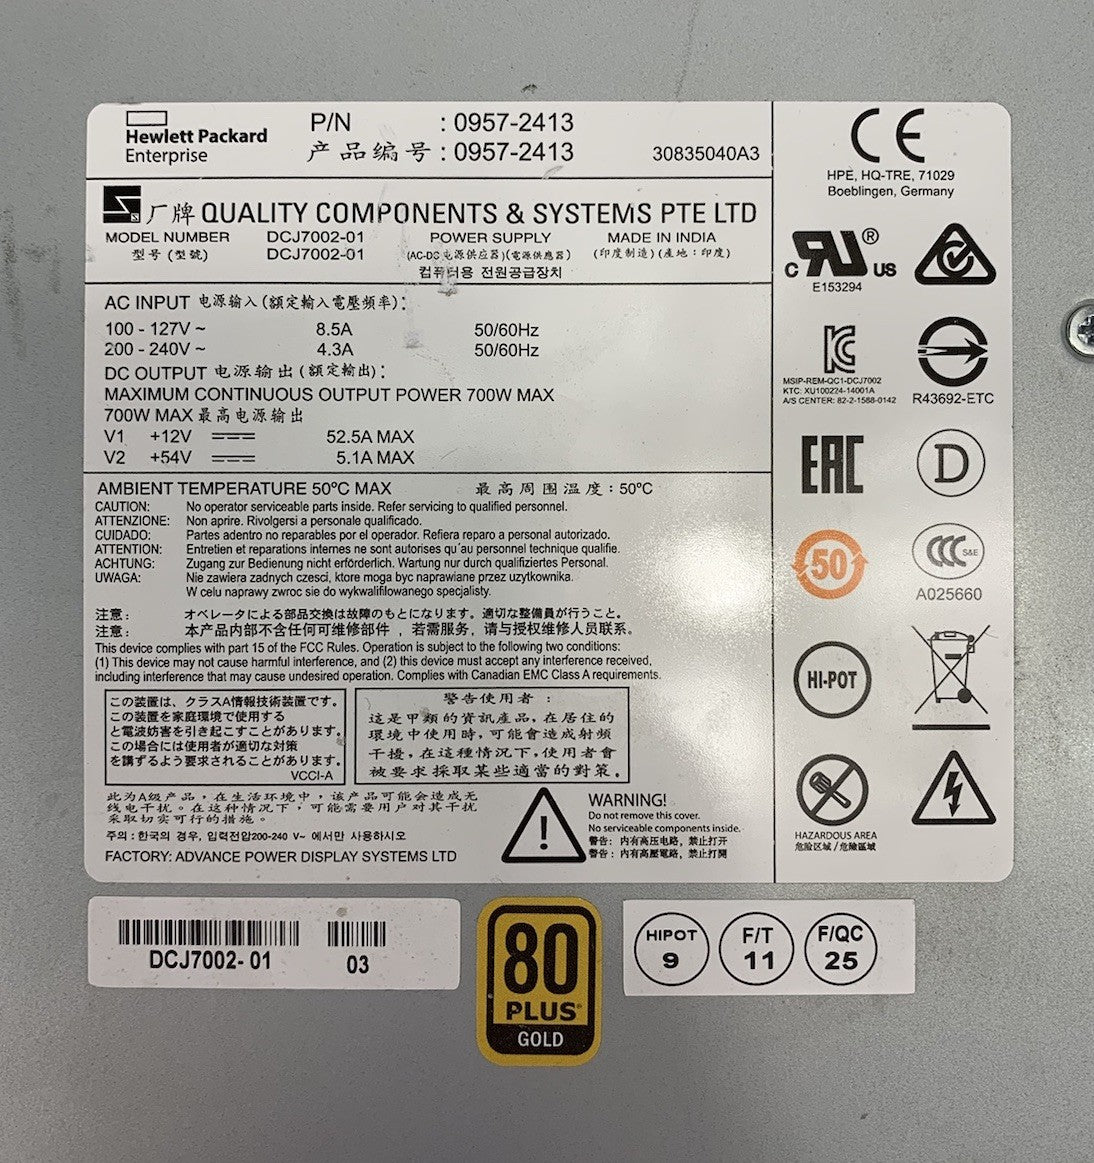 Hewlett Packard
Enterprise
P/N : 0957-2413
产品编号 : 0957-2413
30835040A3
厂牌 QUALITY COMPONENTS & SYSTEMS PTE LTD
MODEL NUMBER DCJ7002-01 POWER SUPPLY MADE IN INDIA
型号 (型號) DCJ7002-01 (AC-DC 电源供应器) (電源供應器) (印度制造) (產地 : 印度)
컴퓨터용 전원공급장치
AC INPUT 电源输入 (額定輸入電壓頻率) :
100 - 127V ~ 8.5A 50/60Hz
200 - 240V ~ 4.3A 50/60Hz
DC OUTPUT 电源输出 (額定輸出) :
MAXIMUM CONTINUOUS OUTPUT POWER 700W MAX
700W MAX 最高电源输出
V1 +12V 52.5A MAX
V2 +54V 5.1A MAX
AMBIENT TEMPERATURE 50ºC MAX 最高周围温度 : 50ºC
CAUTION: No operator serviceable parts inside. Refer servicing to qualified personnel.
ATTENZIONE: Non aprire. Rivolgersi a personale qualificado.
CUIDADO: Partes adentro no reparables por el operador. Refiera reparo a personal autorizado.
ATTENTION: Entretien et reparations internes ne sont autorises qu´au personnel technique qualifie.
ACHTUNG: Zugang zur Bedienung nicht erförderlich. Wartung nur durch qualifiziertes Personal.
UWAGA: Nie zawiera zadnych czesci, ktore moga byc naprawiane przez uzytkownika.
W celu naprawy zwroc sie do wykwalifilowanego specjalisty.
注意 : オペレータによる部品交換は故障のもとになります。適切な整備員が行うこと。
注意 : 本产品内部不含任何可维修部件 ，若需服务，请与授权维修人员联系。
This device complies with part 15 of the FCC Rules. Operation is subject to the following two conditions:
(1) This device may not cause harmful interference, and (2) this device must accept any interference received,
including interference that may cause undesired operation. Complies with Canadian EMC Class A requirements.
この装置は、クラスA情報技術装置です。
この装置を家庭環境で使用する
と電波妨害を引き起こすことがあります。
この場合には使用者が適切な対策
を講ずるよう要求されることがあります。
VCCI-A
警告使用者 :
這是甲類的資訊產品, 在居住的
環境中使用時, 可能會造成射頻
干擾, 在這種情況下, 使用者會
被要求採取某些適當的對策.
此为A级产品，在生活环境中，该产品可能会造成无
线电干扰。在这种情况下，可能需要用户对其干扰
采取切实可行的措施。
주의 : 한국의 경우, 입력전압200-240 V~ 에서만 사용하시오
FACTORY: ADVANCE POWER DISPLAY SYSTEMS LTD
WARNING!
Do not remove this cover.
No serviceable components inside.
警告: 内有高压电路, 禁止打开
警告: 内有高壓電路, 禁止打開
CE
HPE, HQ-TRE, 71029
Boeblingen, Germany
c RU ® US
E153294
MSIP-REM-QC1-DCJ7002
KTC: XU100224-14001A
A/S CENTER: 82-2-1588-0142
R43692-ETC
EAC
D
50
CCC S&E
A025660
HI-POT
HAZARDOUS AREA
危险区域 / 危險區域
DCJ7002-01
03
80
PLUS®
GOLD
HIPOT
9
F/T
11
F/QC
25